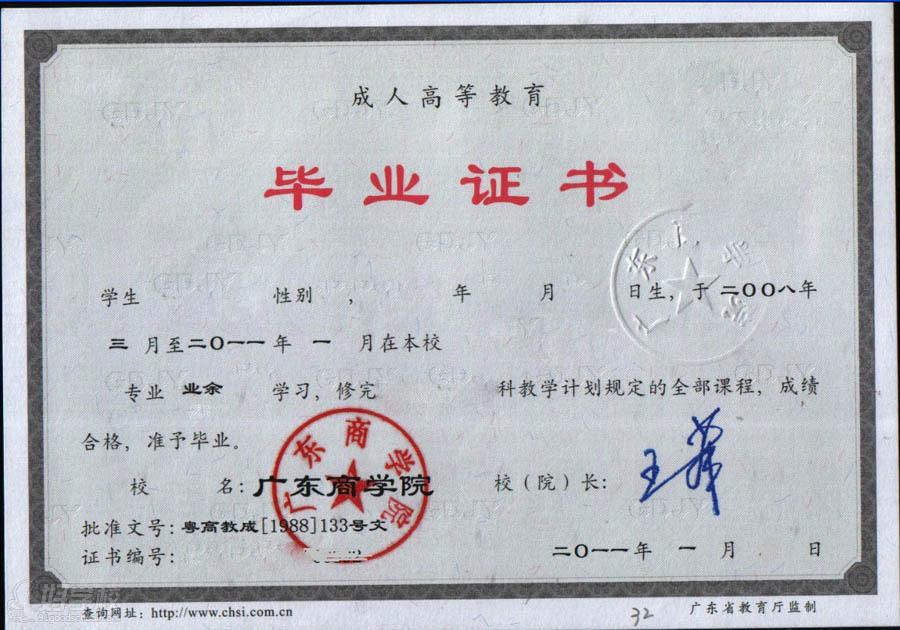 成人高等教育
毕业证书
学生 性别 , 年 月 日生, 于 二OO八年
三 月至二O一一年 一 月在本校
专业 业余 学习, 修完 科教学计划规定的全部课程, 成绩
合格, 准予毕业。
广东商学院
校 名: 广东商学院 校(院)长:
批准文号: 粤高教成[1988]133号文
证书编号:
二O一一年 一 月 日
查询网址: http://www.chsi.com.cn 32 广东省教育厅监制